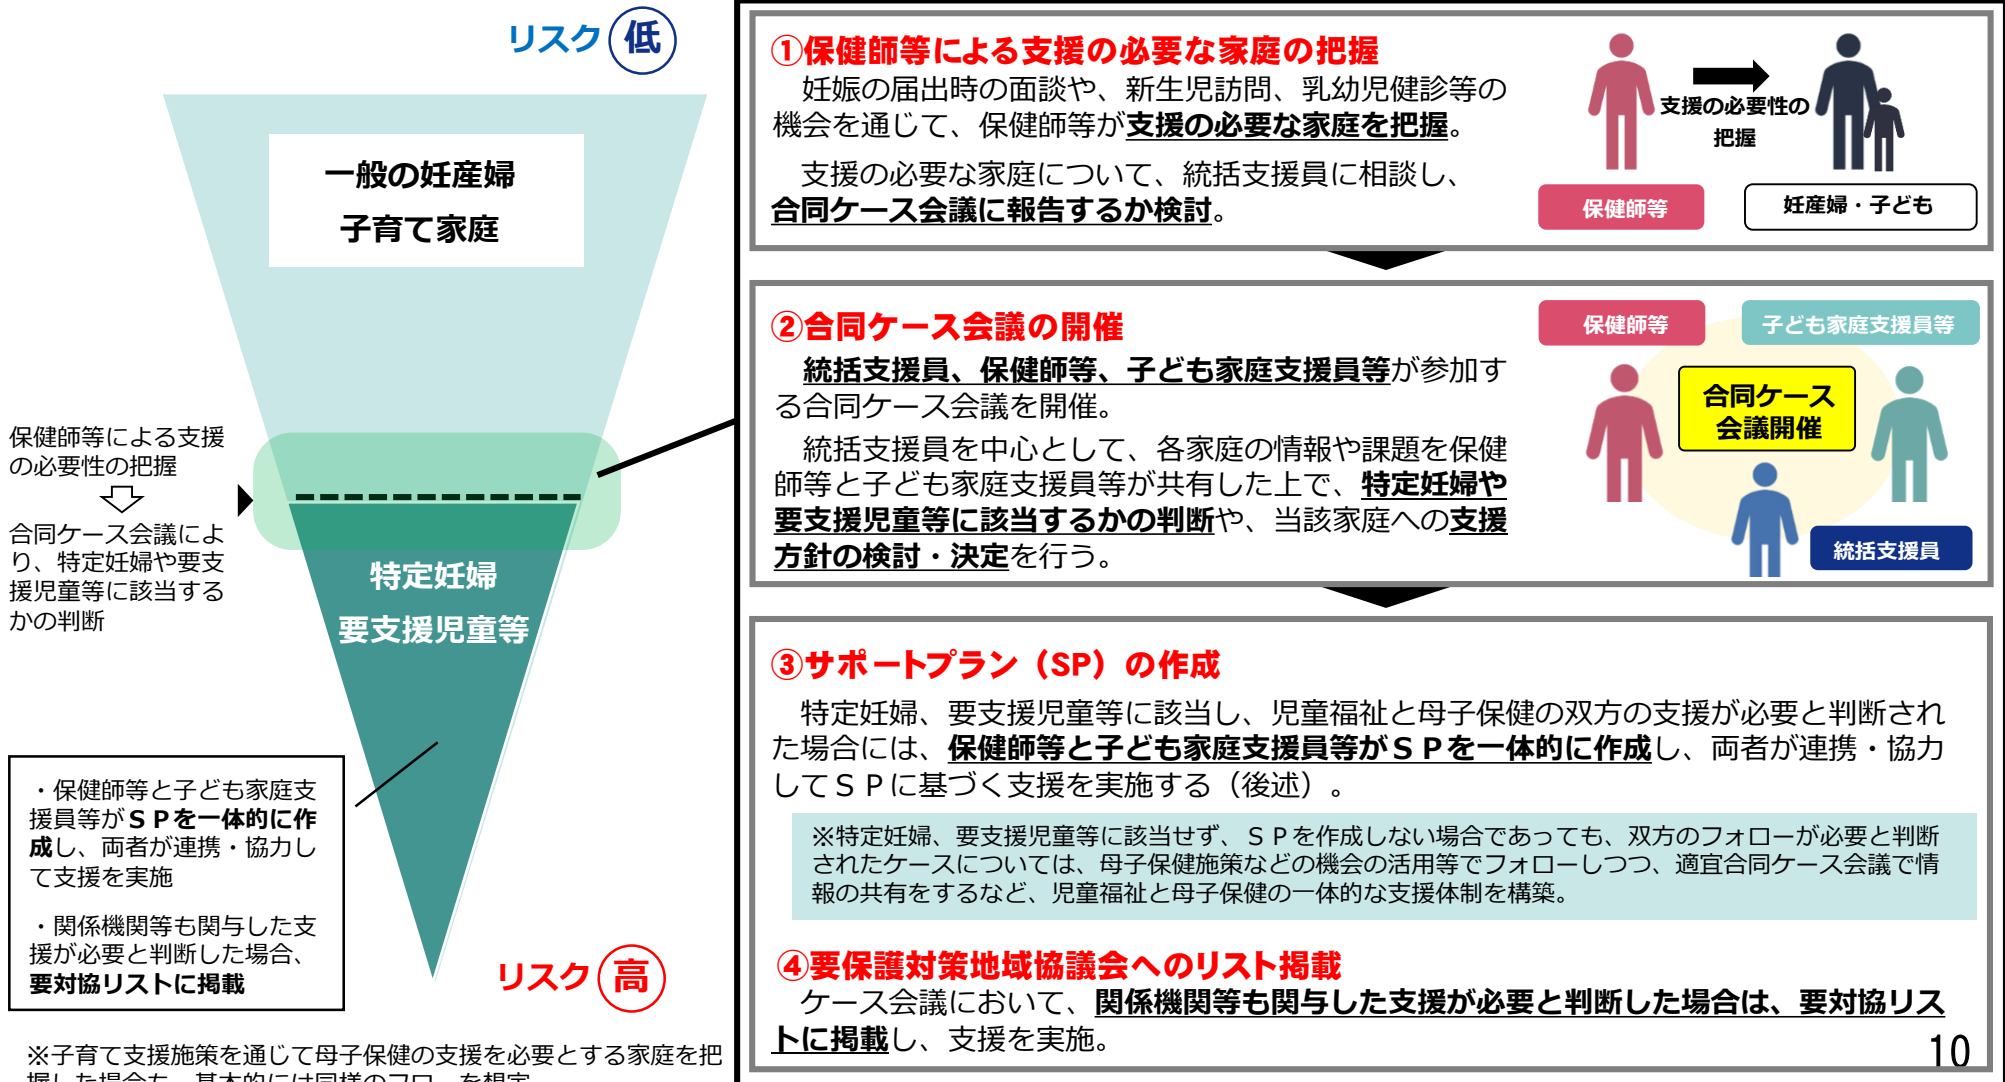 リスク 低
一般の妊産婦
子育て家庭
保健師等による支援
の必要性の把握
合同ケース会議によ
り、特定妊婦や要支
援児童等に該当する
かの判断
特定妊婦
要支援児童等
・保健師等と子ども家庭支
援員等がＳＰを一体的に作
成し、両者が連携・協力し
て支援を実施
・関係機関等も関与した支
援が必要と判断した場合、
要対協リストに掲載
リスク 高
※子育て支援施策を通じて母子保健の支援を必要とする家庭を把
握した場合も、基本的には同様のフローを想定
①保健師等による支援の必要な家庭の把握
妊娠の届出時の面談や、新生児訪問、乳幼児健診等の
機会を通じて、保健師等が支援の必要な家庭を把握。
支援の必要な家庭について、統括支援員に相談し、
合同ケース会議に報告するか検討。
支援の必要性の
把握
保健師等
妊産婦・子ども
②合同ケース会議の開催
統括支援員、保健師等、子ども家庭支援員等が参加す
る合同ケース会議を開催。
統括支援員を中心として、各家庭の情報や課題を保健
師等と子ども家庭支援員等が共有した上で、特定妊婦や
要支援児童等に該当するかの判断や、当該家庭への支援
方針の検討・決定を行う。
保健師等
子ども家庭支援員等
合同ケース
会議開催
統括支援員
③サポートプラン（SP）の作成
特定妊婦、要支援児童等に該当し、児童福祉と母子保健の双方の支援が必要と判断され
た場合には、保健師等と子ども家庭支援員等がＳＰを一体的に作成し、両者が連携・協力
してＳＰに基づく支援を実施する（後述）。
※特定妊婦、要支援児童等に該当せず、ＳＰを作成しない場合であっても、双方のフォローが必要と判断
されたケースについては、母子保健施策などの機会の活用等でフォローしつつ、適宜合同ケース会議で情
報の共有をするなど、児童福祉と母子保健の一体的な支援体制を構築。
④要保護対策地域協議会へのリスト掲載
ケース会議において、関係機関等も関与した支援が必要と判断した場合は、要対協リス
トに掲載し、支援を実施。
10